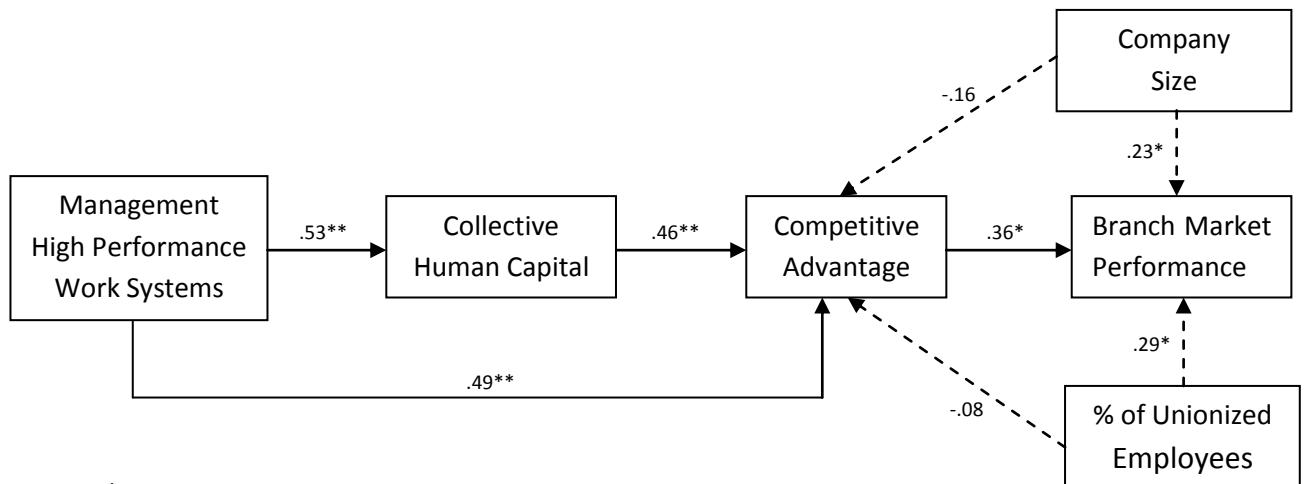 Company
Size
-.16
.23*
Management
High Performance
Work Systems
.53**
Collective
Human Capital
.46**
Competitive
Advantage
.36*
Branch Market
Performance
.29*
.49**
-.08
% of Unionized
Employees